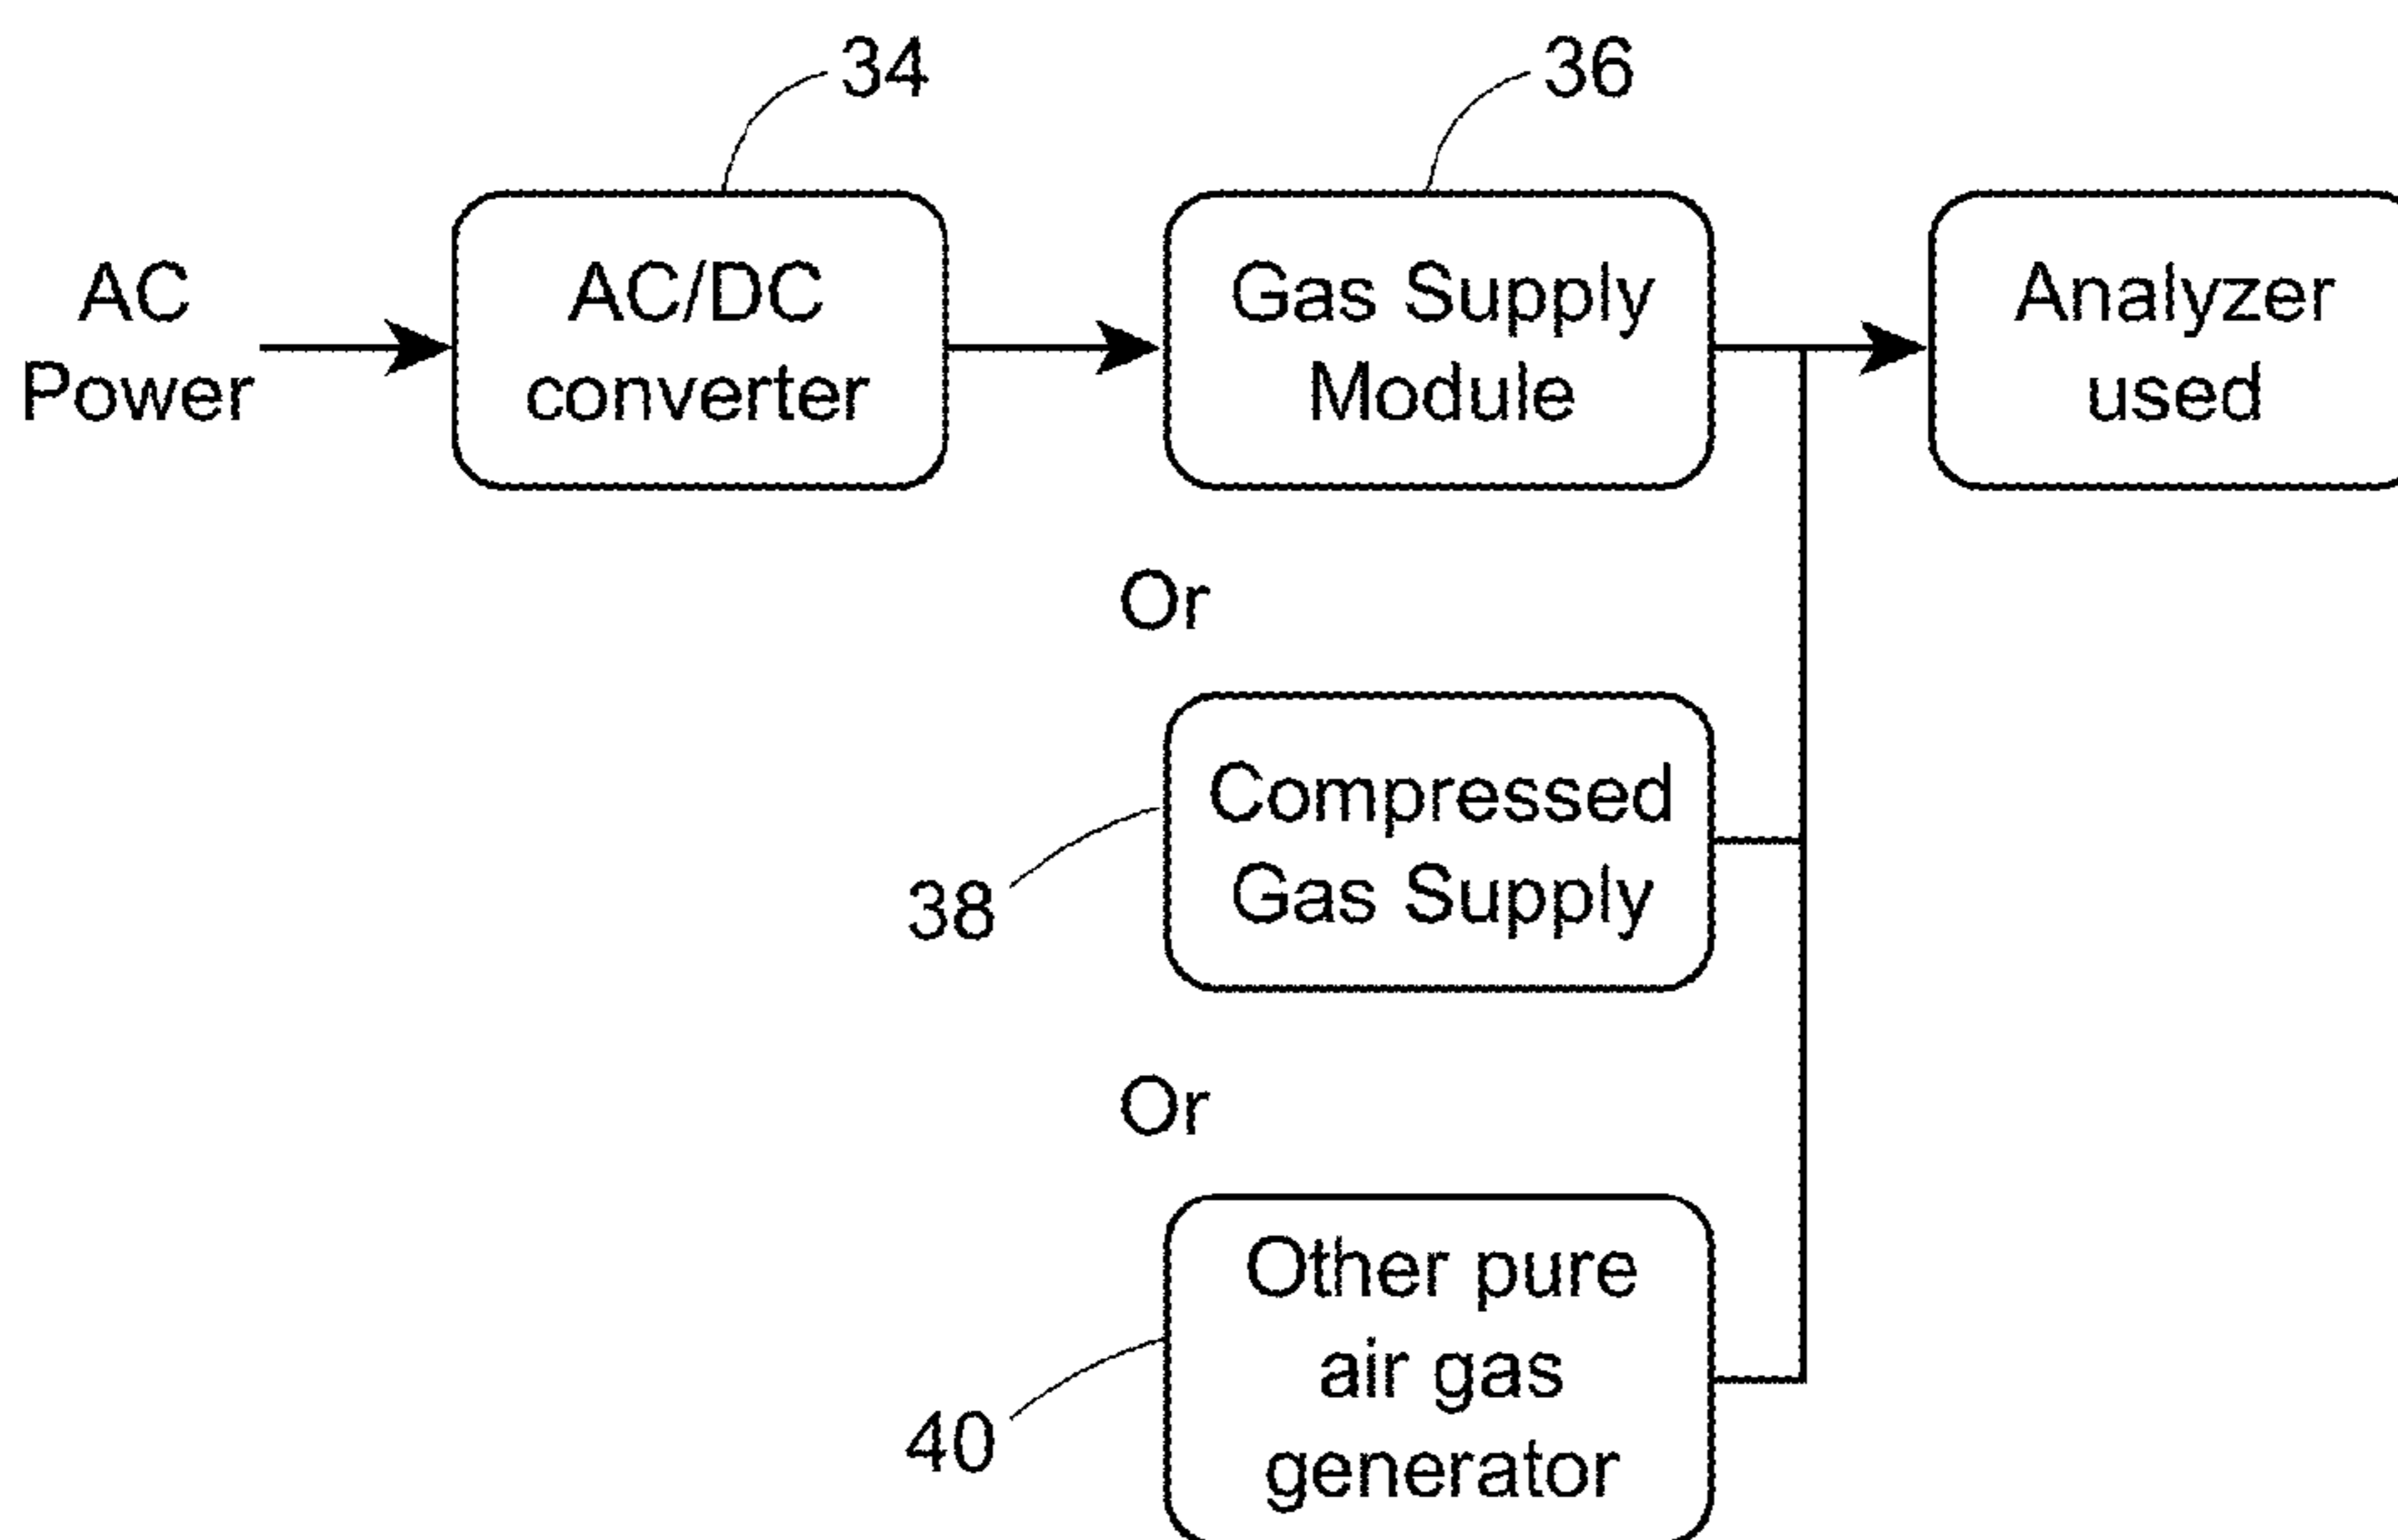 34
36
AC
Power
AC/DC
converter
Gas Supply
Module
Analyzer
used
Or
Compressed
Gas Supply
38
Or
Other pure
air gas
generator
40